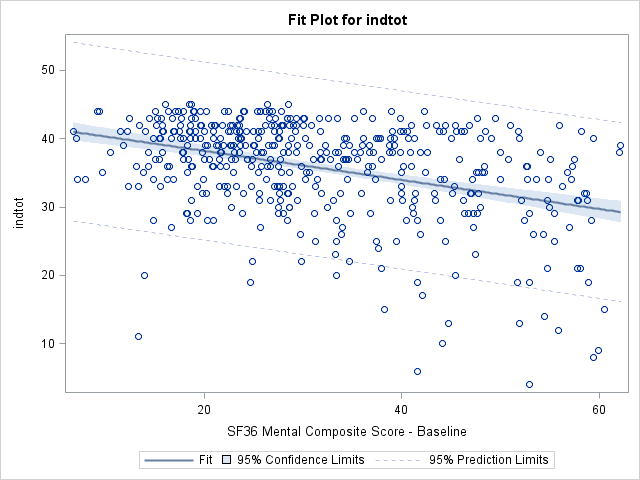 Fit Plot for indtot
50
40
30
20
10
indtot
20 40 60
SF36 Mental Composite Score - Baseline
Fit 95% Confidence Limits 95% Prediction Limits